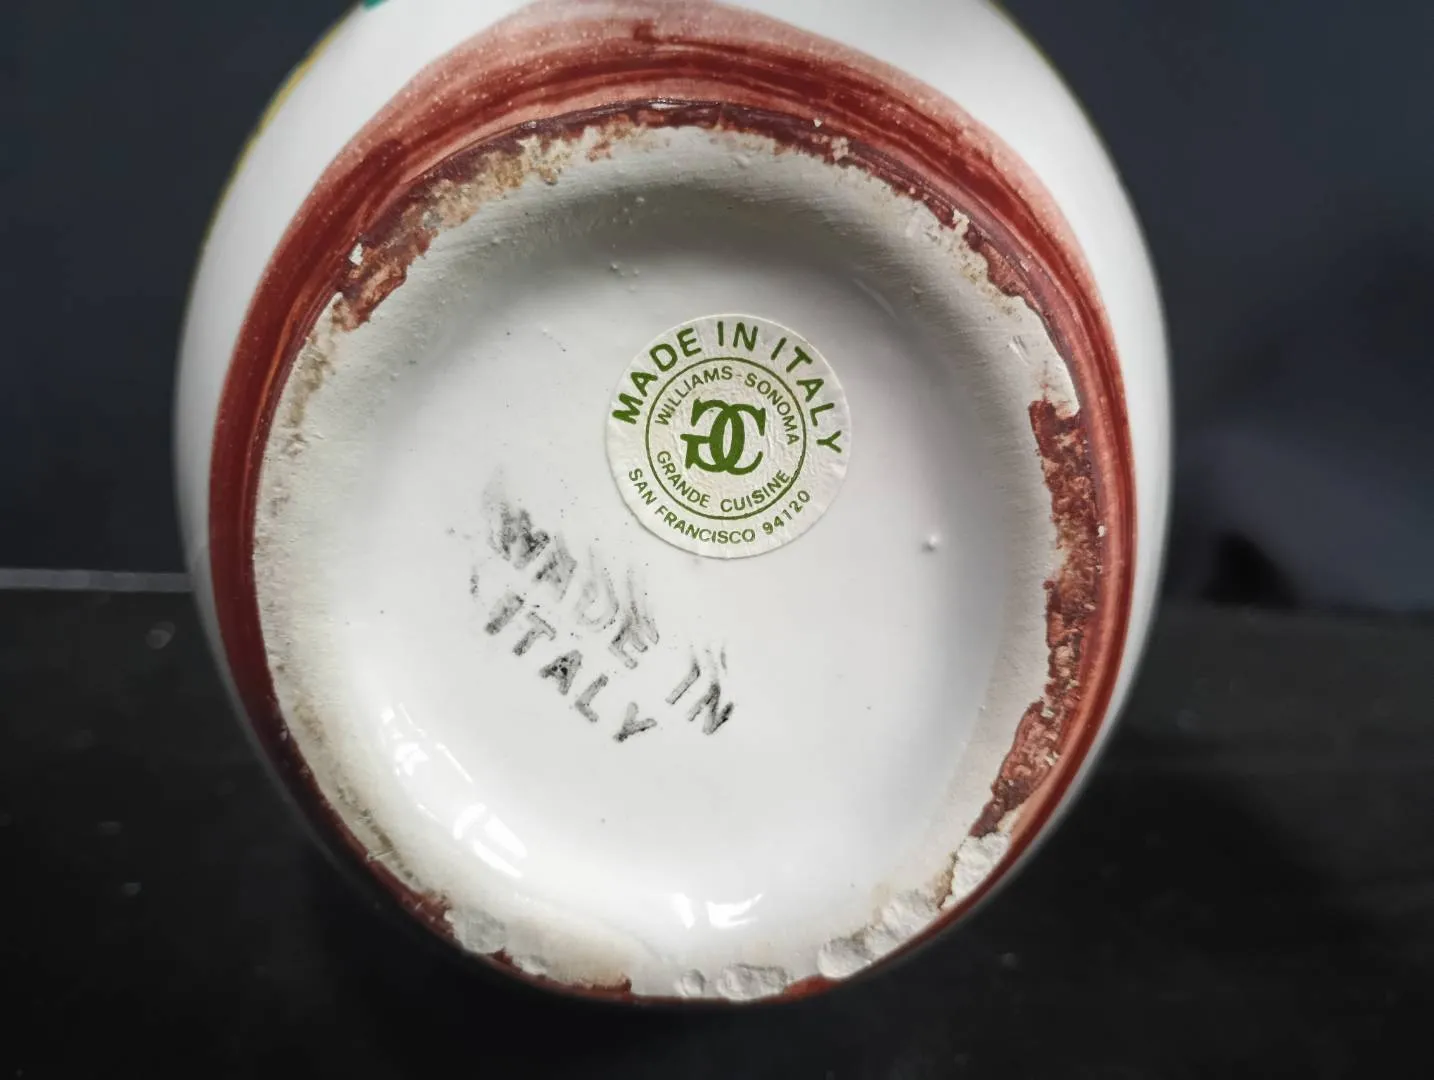 MADE IN ITALY
WILLIAMS-SONOMA
GC
GRANDE CUISINE
SAN FRANCISCO 94120
MADE IN
ITALY